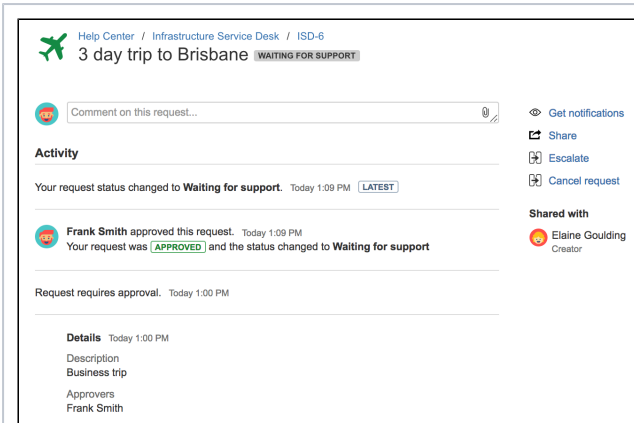 Help Center / Infrastructure Service Desk / ISD-6
3 day trip to Brisbane WAITING FOR SUPPORT
Comment on this request...
Get notifications
Share
Escalate
Cancel request
Shared with
Elaine Goulding
Creator
Activity
Your request status changed to Waiting for support. Today 1:09 PM LATEST
Frank Smith approved this request. Today 1:09 PM
Your request was APPROVED and the status changed to Waiting for support
Request requires approval. Today 1:00 PM
Details Today 1:00 PM
Description
Business trip
Approvers
Frank Smith